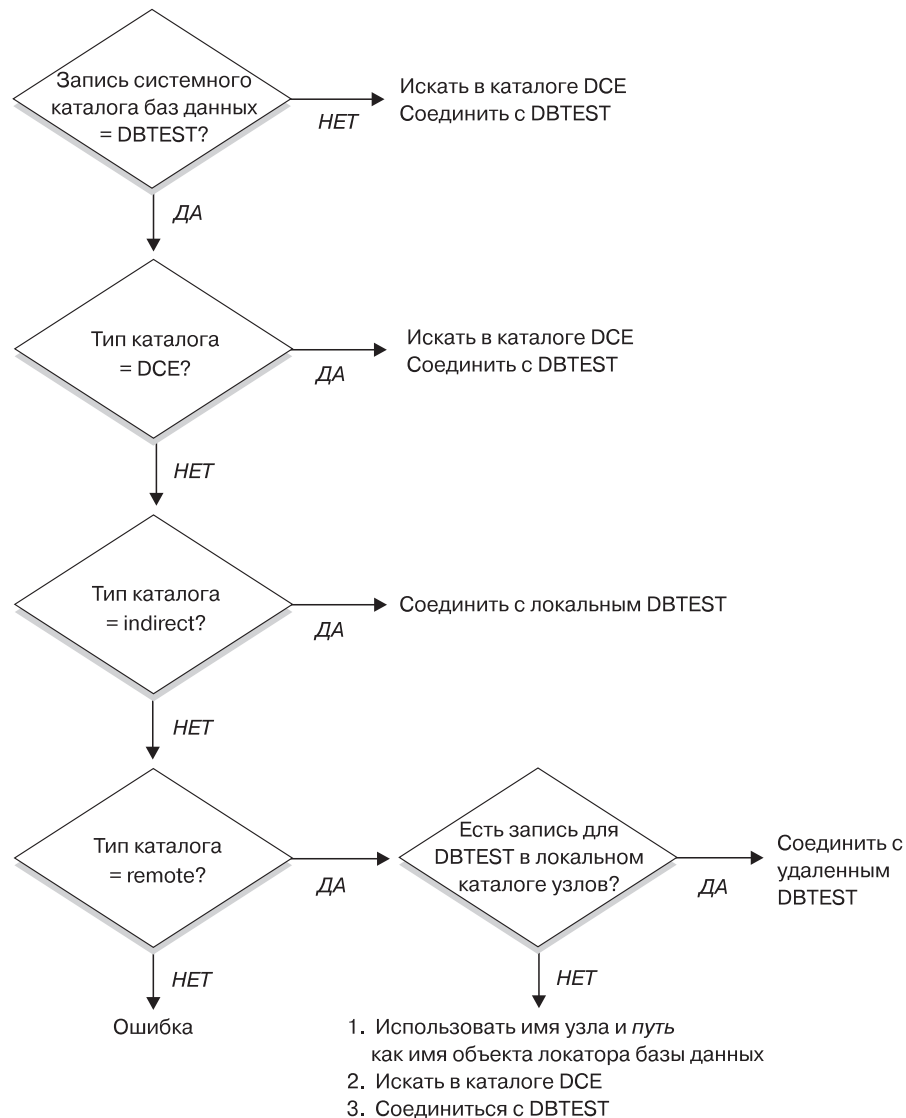 Запись системного
каталога баз данных
= DBTEST?
НЕТ
Искать в каталоге DCE
Соединить с DBTEST
ДА
Тип каталога
= DCE?
ДА
Искать в каталоге DCE
Соединить с DBTEST
НЕТ
Тип каталога
= indirect?
ДА
Соединить с локальным DBTEST
НЕТ
Тип каталога
= remote?
ДА
Есть запись для
DBTEST в локальном
каталоге узлов?
ДА
Соединить с
удаленным
DBTEST
НЕТ
Ошибка
НЕТ
1. Использовать имя узла и путь
как имя объекта локатора базы данных
2. Искать в каталоге DCE
3. Соединиться с DBTEST